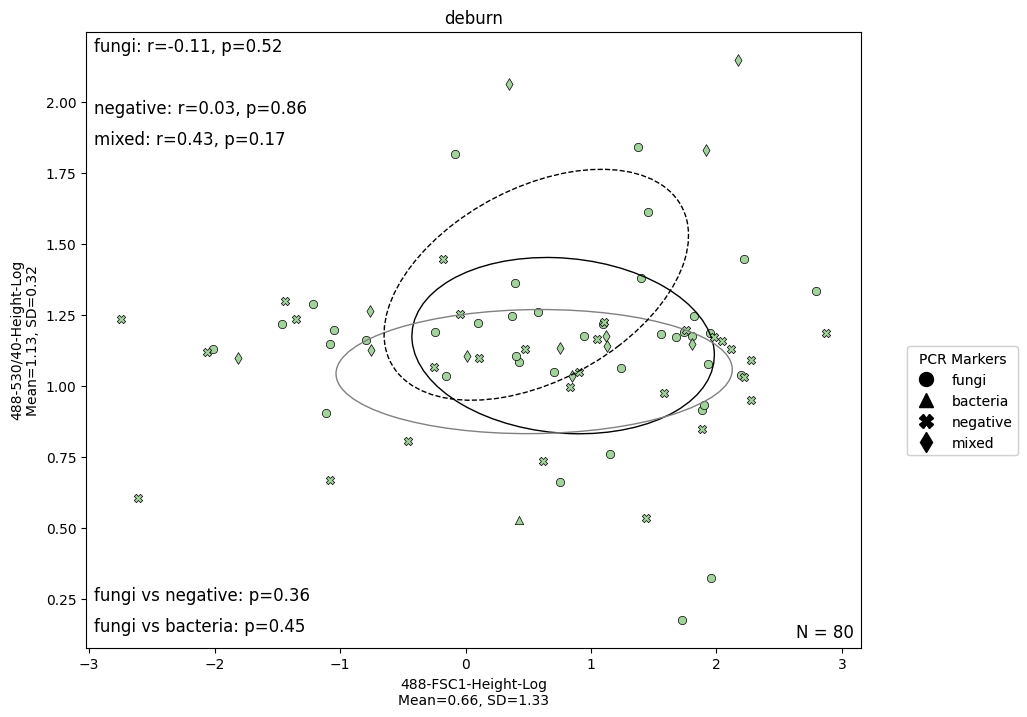 deburn
fungi: r=-0.11, p=0.52
negative: r=0.03, p=0.86
mixed: r=0.43, p=0.17
2.00
1.75
1.50
1.25
1.00
0.75
0.50
0.25
488-530/40-Height-Log
Mean=1.13, SD=0.32
PCR Markers
fungi
bacteria
negative
mixed
fungi vs negative: p=0.36
fungi vs bacteria: p=0.45
N = 80
−3 −2 −1 0 1 2 3
488-FSC1-Height-Log
Mean=0.66, SD=1.33